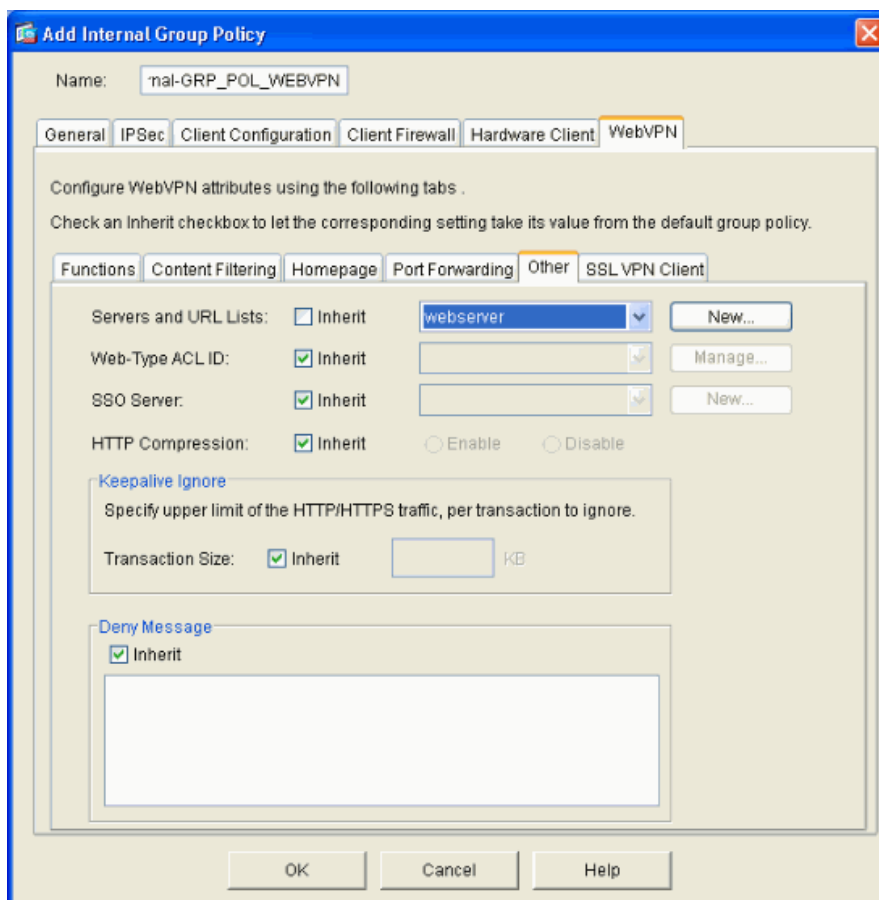 Add Internal Group Policy
Name: nal-GRP_POL_WEBVPN
General IPSec Client Configuration Client Firewall Hardware Client WebVPN
Configure WebVPN attributes using the following tabs .
Check an Inherit checkbox to let the corresponding setting take its value from the default group policy.
Functions Content Filtering Homepage Port Forwarding Other SSL VPN Client
Servers and URL Lists: Inherit webserver New...
Web-Type ACL ID: Inherit Manage...
SSO Server: Inherit New...
HTTP Compression: Inherit Enable Disable
Keepalive Ignore
Specify upper limit of the HTTP/HTTPS traffic, per transaction to ignore.
Transaction Size: Inherit KB
Deny Message
Inherit
OK Cancel Help